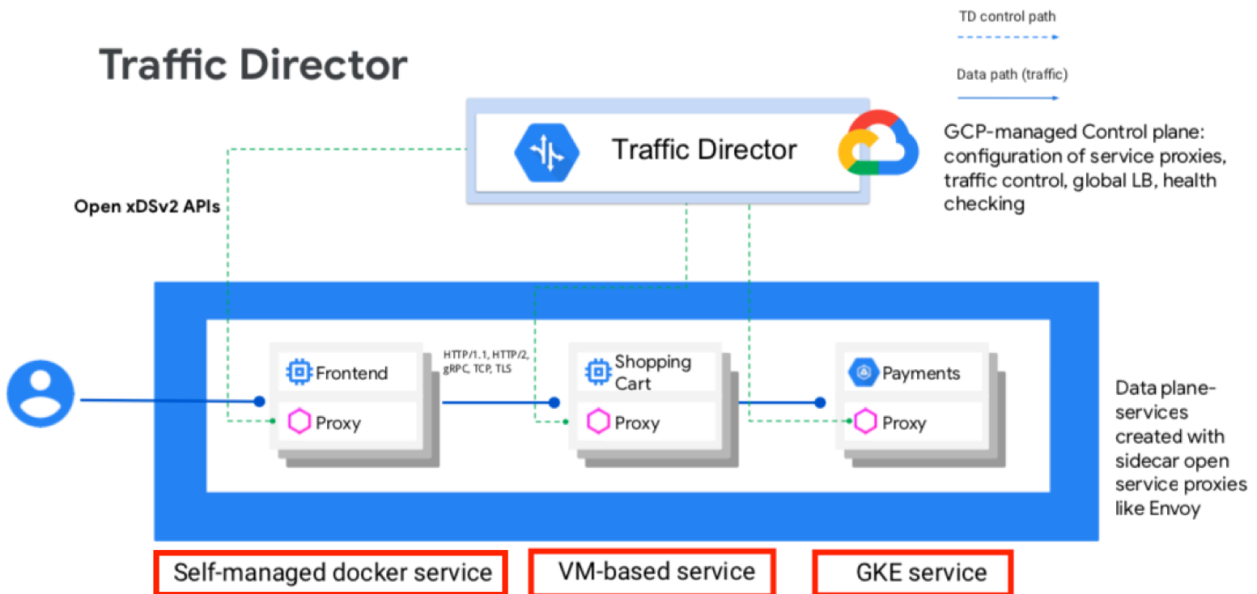 TD control path
Traffic Director
Data path (traffic)
Traffic Director
GCP-managed Control plane:
configuration of service proxies,
traffic control, global LB, health
checking
Open xDSv2 APIs
HTTP/1.1, HTTP/2,
gRPC, TCP, TLS
Frontend
Proxy
Shopping
Cart
Proxy
Payments
Proxy
Data plane-
services
created with
sidecar open
service proxies
like Envoy
Self-managed docker service
VM-based service
GKE service